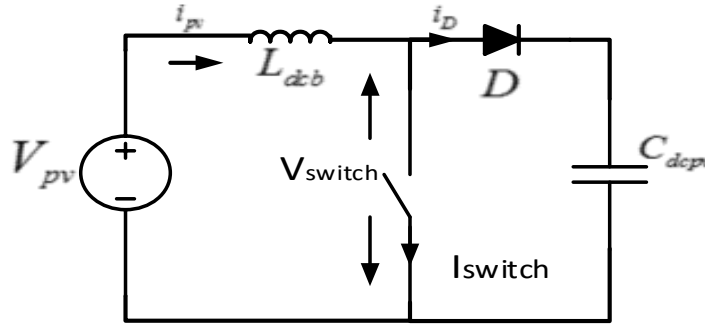 i_pv
i_D
L_dcb
D
V_pv
+
−
Vswitch
C_dcpv
Iswitch